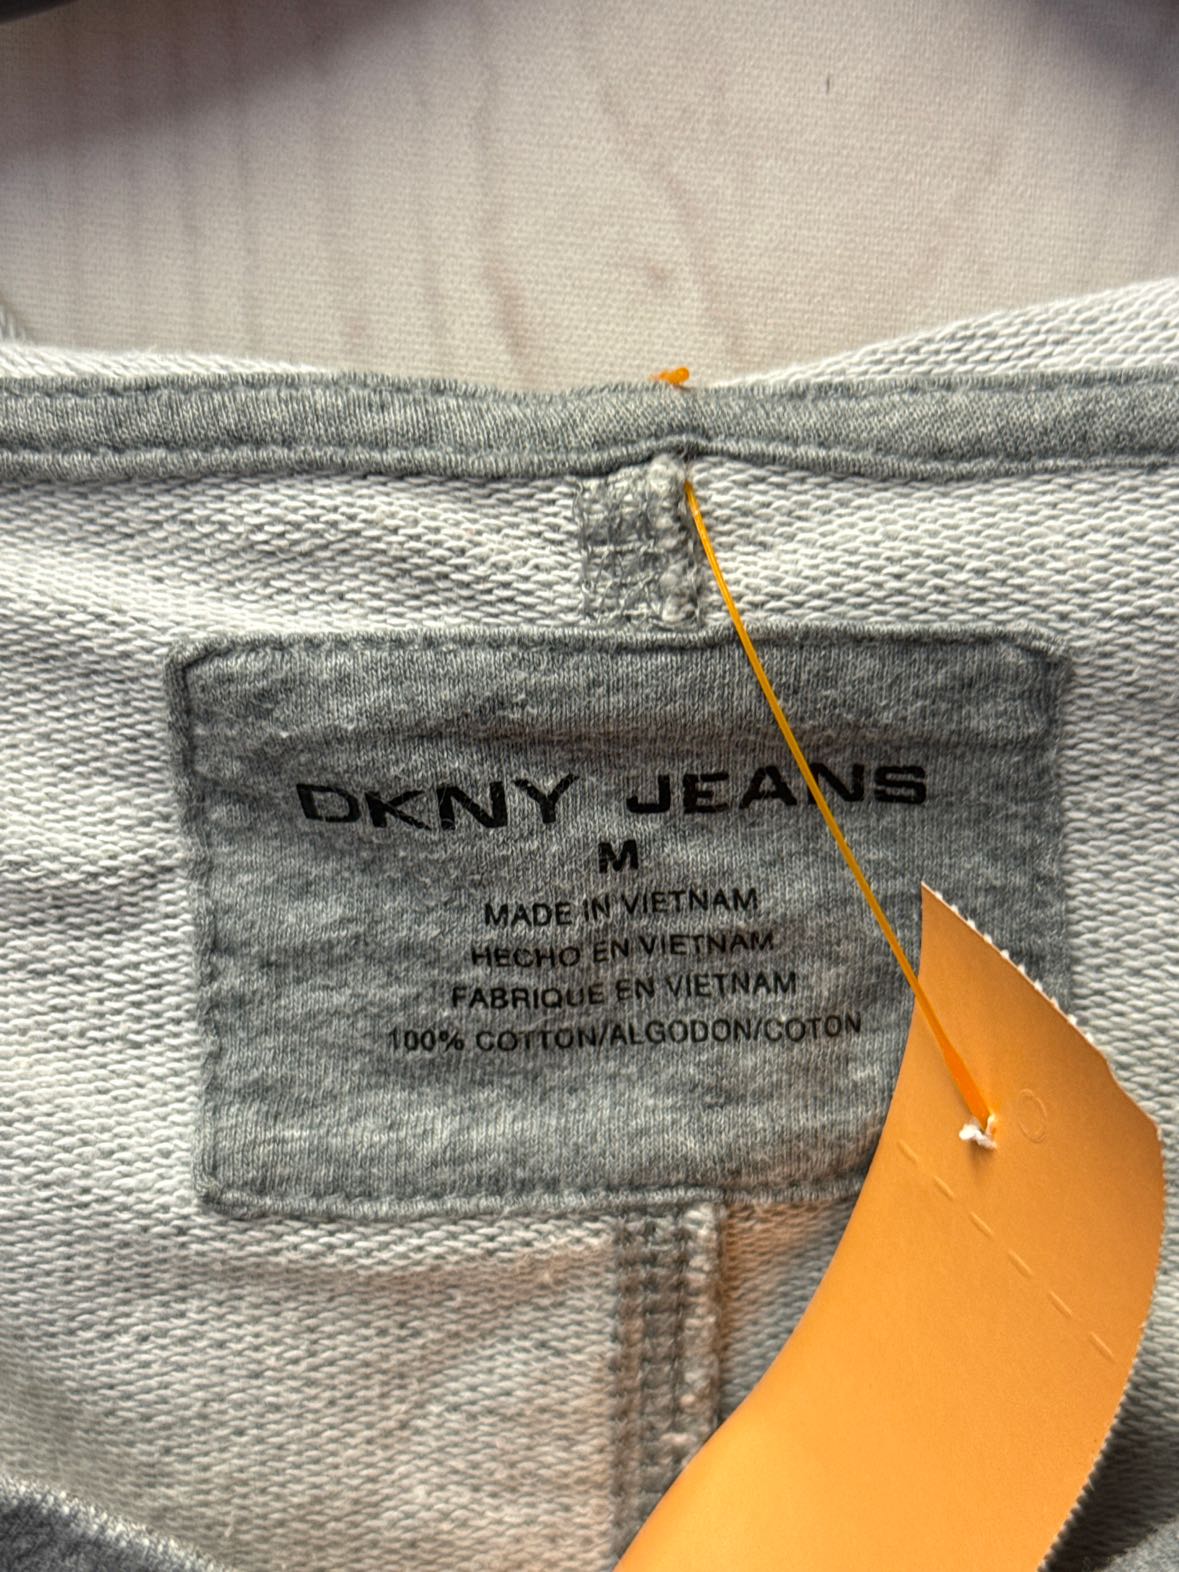 DKNY JEANS
M
MADE IN VIETNAM
HECHO EN VIETNAM
FABRIQUE EN VIETNAM
100% COTTON/ALGODON/COTON